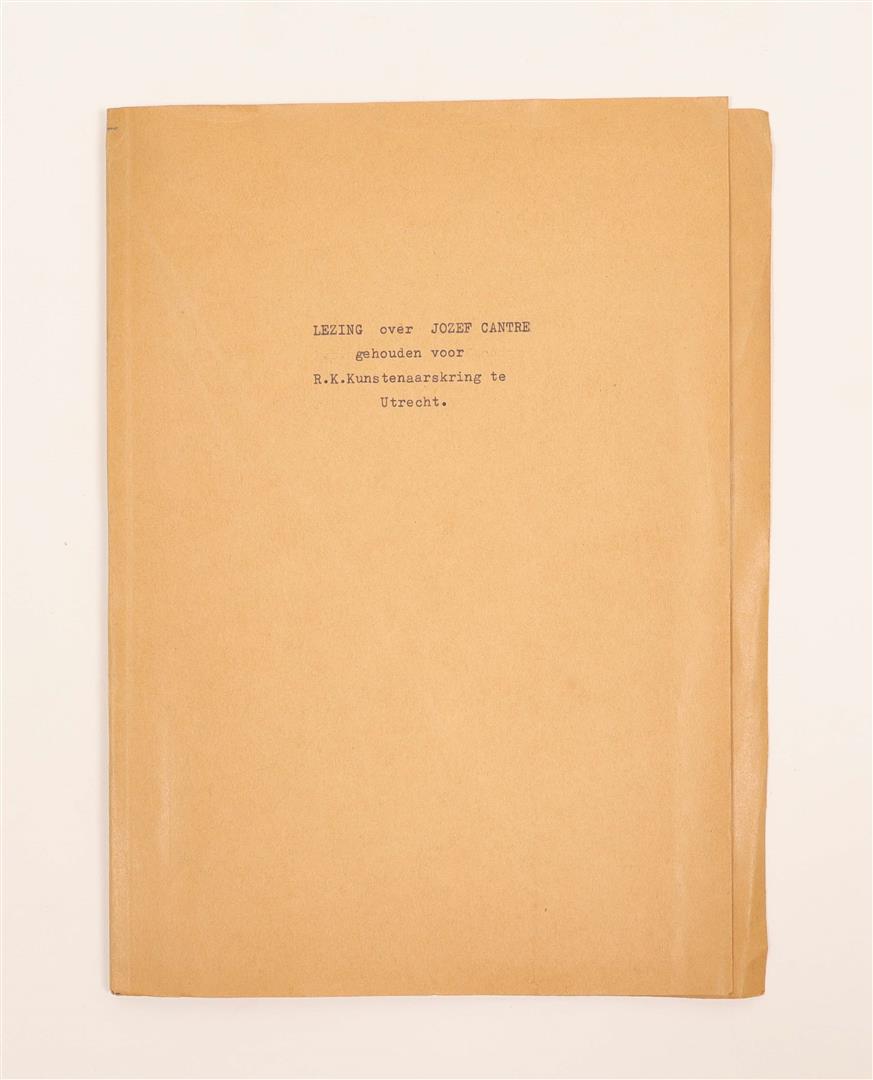 LEZING over JOZEF CANTRE
gehouden voor
R.K.Kunstenaarskring te
Utrecht.